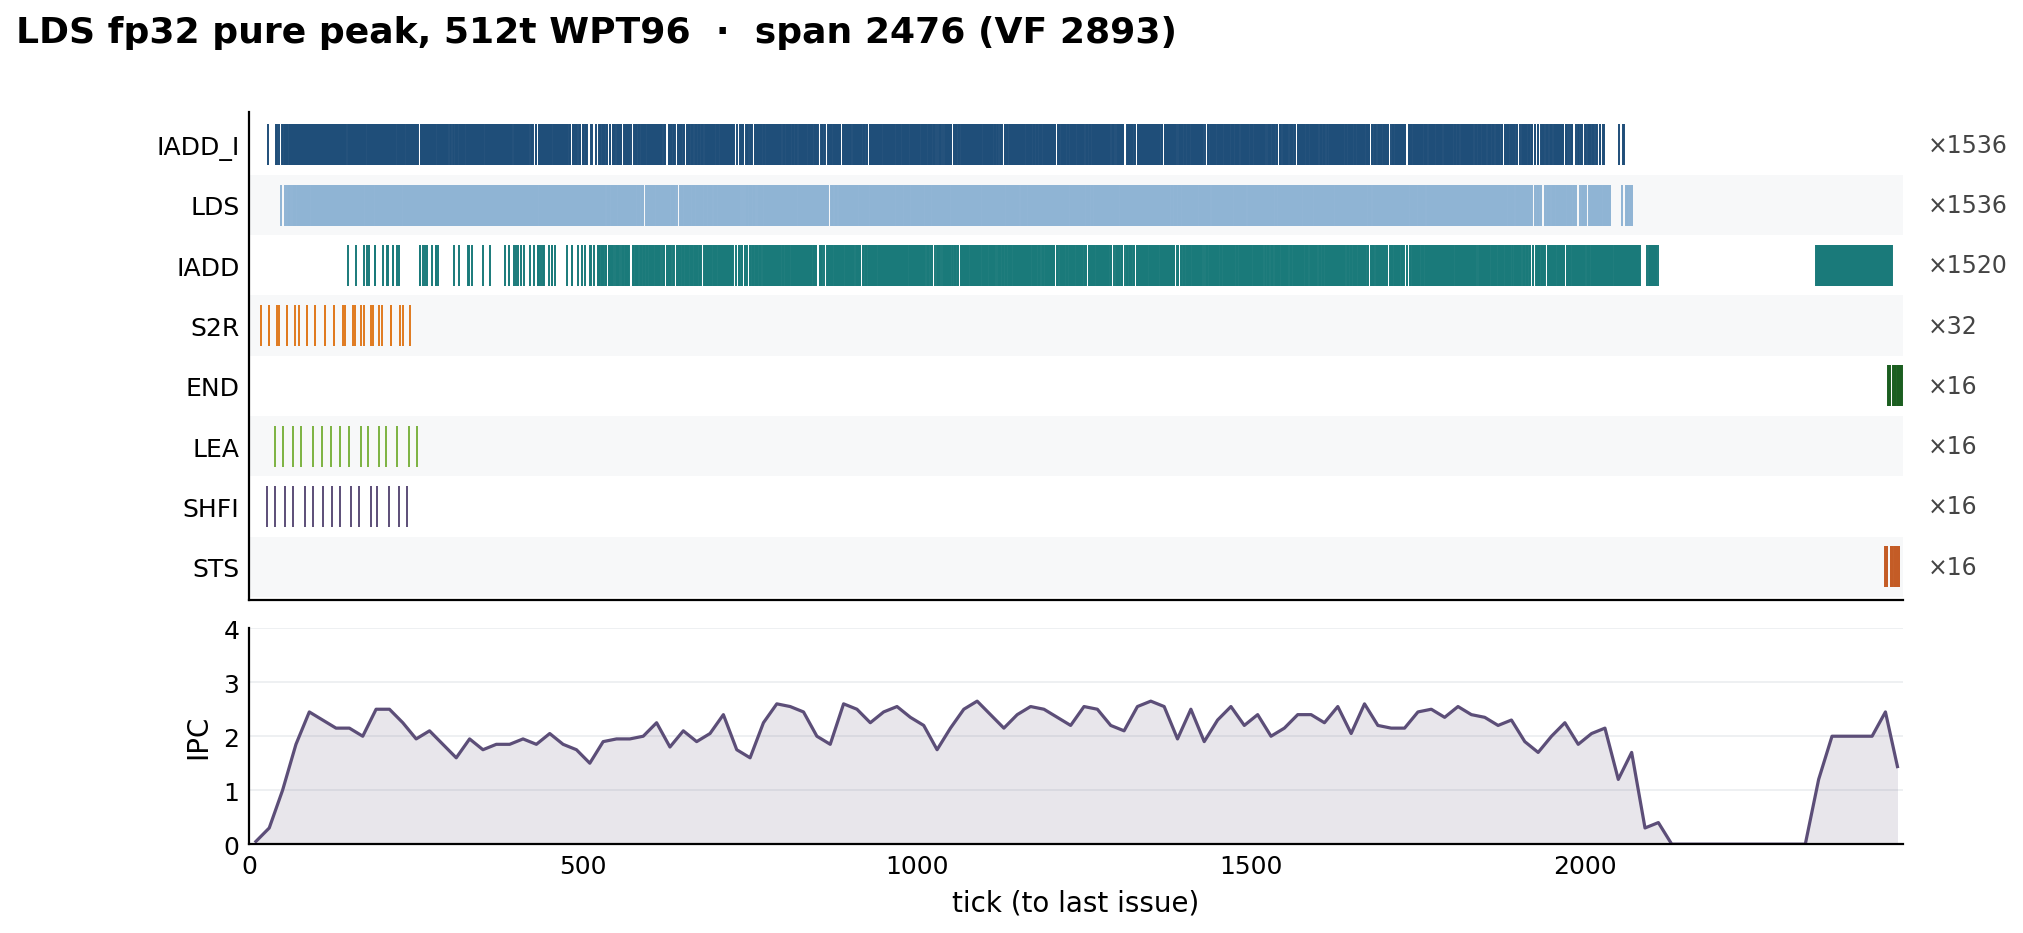 LDS fp32 pure peak, 512t WPT96 · span 2476 (VF 2893)
IADD_I ×1536
LDS ×1536
IADD ×1520
S2R ×32
END ×16
LEA ×16
SHFI ×16
STS ×16
4
3
2
1
0
IPC
0 500 1000 1500 2000
tick (to last issue)